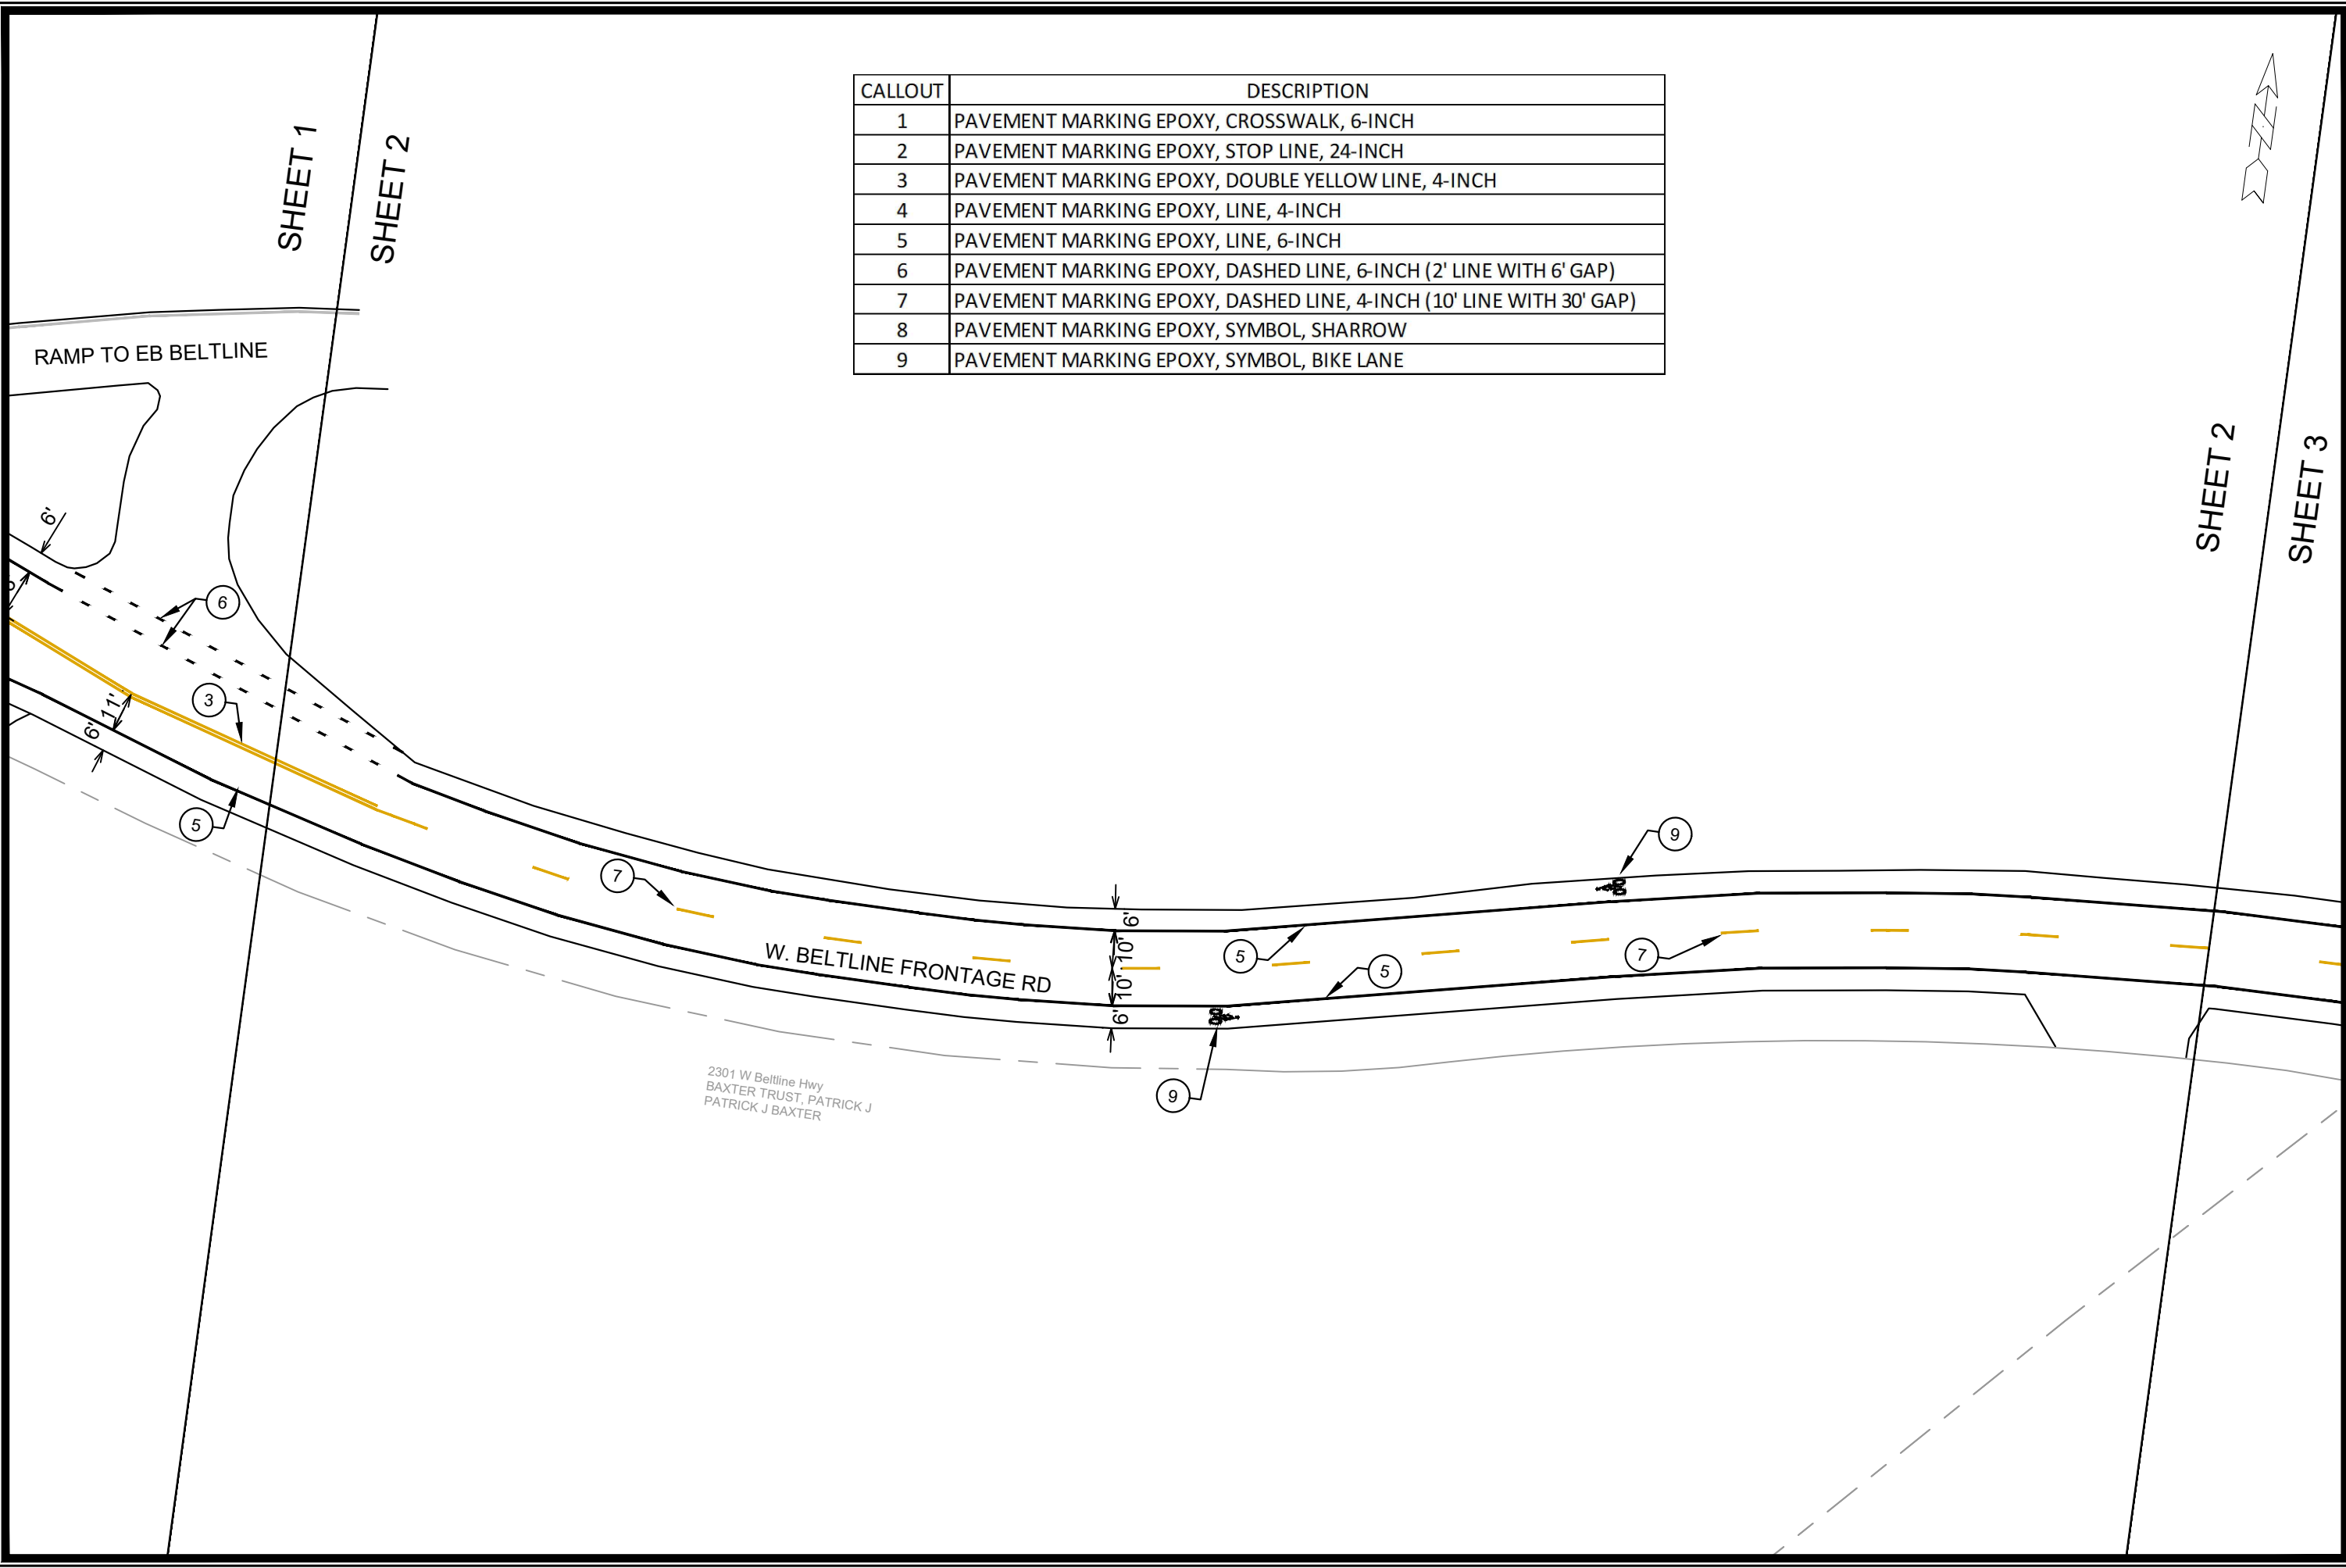 SHEET 1
SHEET 2
CALLOUT DESCRIPTION
1 PAVEMENT MARKING EPOXY, CROSSWALK, 6-INCH
2 PAVEMENT MARKING EPOXY, STOP LINE, 24-INCH
3 PAVEMENT MARKING EPOXY, DOUBLE YELLOW LINE, 4-INCH
4 PAVEMENT MARKING EPOXY, LINE, 4-INCH
5 PAVEMENT MARKING EPOXY, LINE, 6-INCH
6 PAVEMENT MARKING EPOXY, DASHED LINE, 6-INCH (2' LINE WITH 6' GAP)
7 PAVEMENT MARKING EPOXY, DASHED LINE, 4-INCH (10' LINE WITH 30' GAP)
8 PAVEMENT MARKING EPOXY, SYMBOL, SHARROW
9 PAVEMENT MARKING EPOXY, SYMBOL, BIKE LANE
N
RAMP TO EB BELTLINE
SHEET 2
SHEET 3
6'
6
3
11'
6'
5
7
9
6'
10'
10'
6'
5
5
7
W. BELTLINE FRONTAGE RD
9
2301 W Beltline Hwy
BAXTER TRUST, PATRICK J
PATRICK J BAXTER